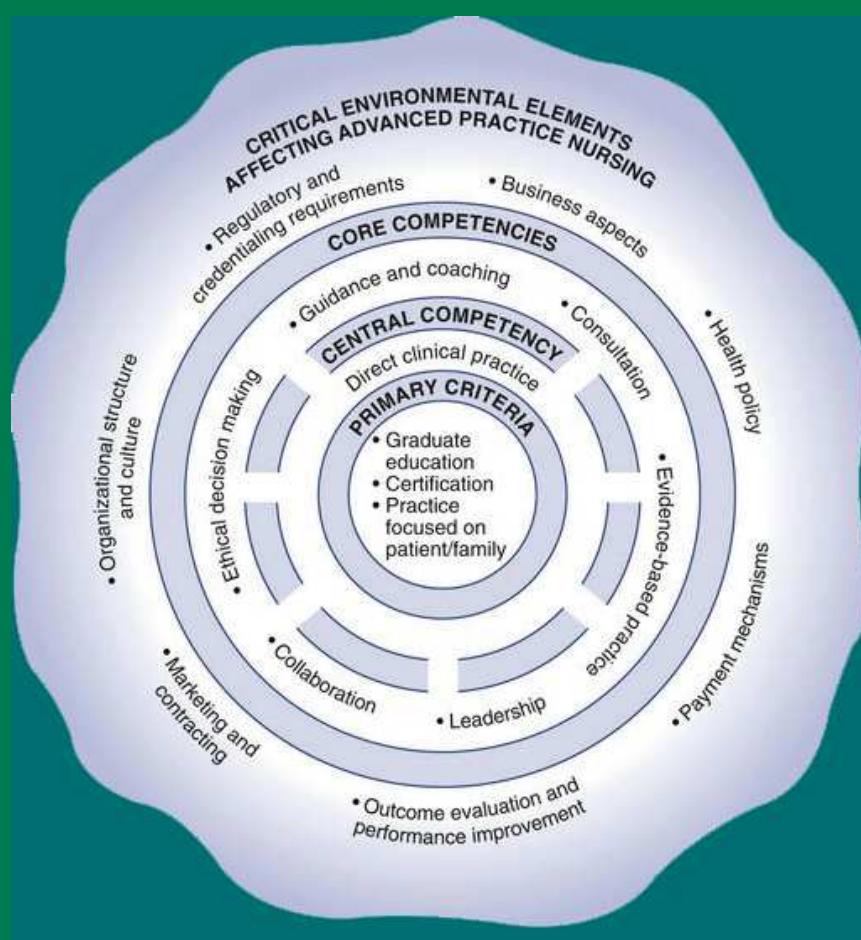 CRITICAL ENVIRONMENTAL ELEMENTS
AFFECTING ADVANCED PRACTICE NURSING
• Regulatory and
credentialing requirements
• Business aspects
• Health policy
• Payment mechanisms
• Outcome evaluation and
performance improvement
• Marketing and
contracting
• Organizational structure
and culture
CORE COMPETENCIES
• Guidance and coaching
• Consultation
• Evidence-based practice
• Leadership
• Collaboration
• Ethical decision making
CENTRAL COMPETENCY
Direct clinical practice
PRIMARY CRITERIA
• Graduate
education
• Certification
• Practice
focused on
patient/family